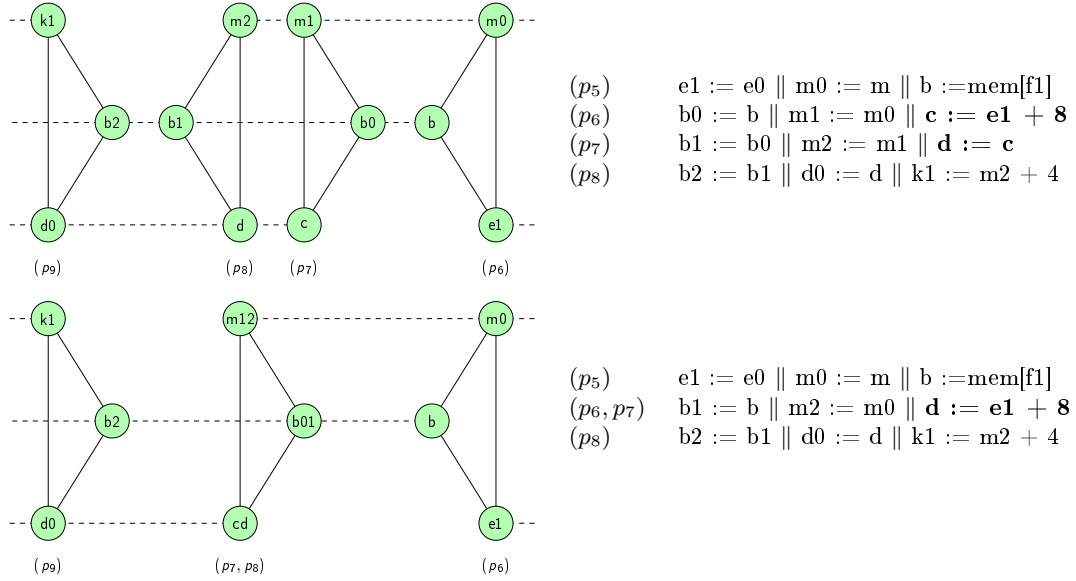 k1 m2 m1 m0
b2 b1 b0 b
d0 d c e1
(p₉) (p₈) (p₇) (p₆)
(p₅) e1 := e0 ∥ m0 := m ∥ b :=mem[f1]
(p₆) b0 := b ∥ m1 := m0 ∥ c := e1 + 8
(p₇) b1 := b0 ∥ m2 := m1 ∥ d := c
(p₈) b2 := b1 ∥ d0 := d ∥ k1 := m2 + 4
k1 m12 m0
b2 b01 b
d0 cd e1
(p₉) (p₇, p₈) (p₆)
(p₅) e1 := e0 ∥ m0 := m ∥ b :=mem[f1]
(p₆, p₇) b1 := b ∥ m2 := m0 ∥ d := e1 + 8
(p₈) b2 := b1 ∥ d0 := d ∥ k1 := m2 + 4